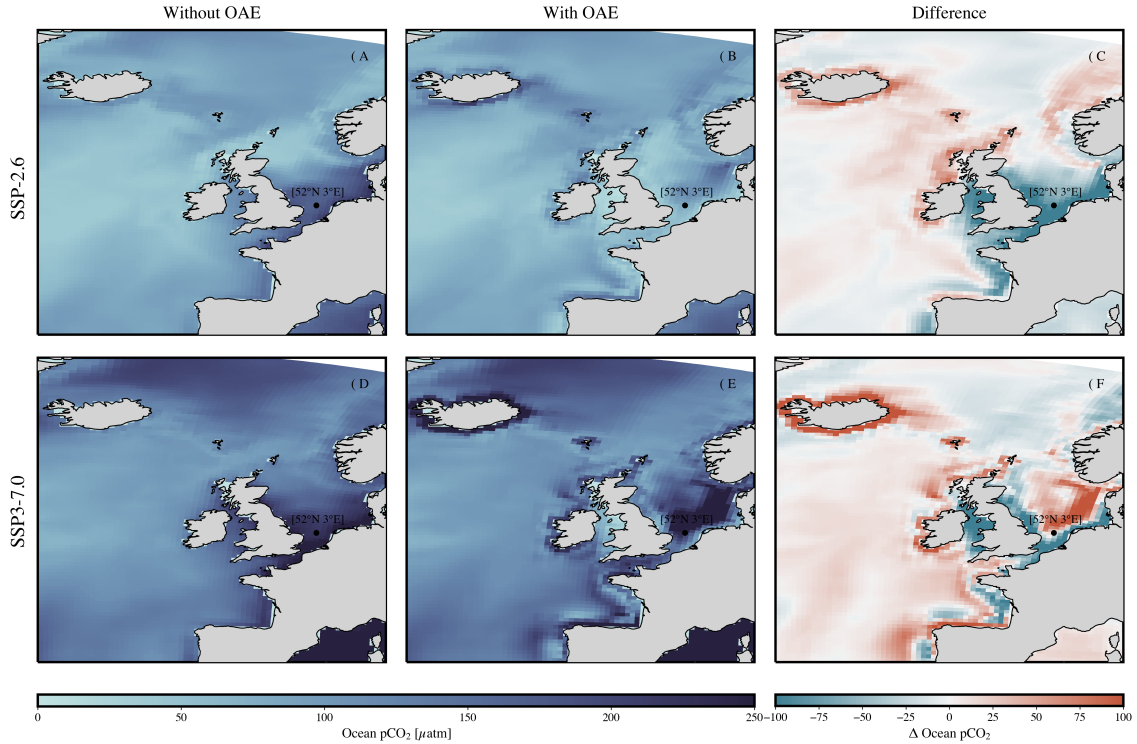 Without OAE
With OAE
Difference
SSP-2.6
( A
[52°N 3°E]
( B
[52°N 3°E]
( C
[52°N 3°E]
SSP3-7.0
( D
[52°N 3°E]
( E
[52°N 3°E]
( F
[52°N 3°E]
0 50 100 150 200 250
Ocean pCO₂ [µatm]
−100 −75 −50 −25 0 25 50 75 100
Δ Ocean pCO₂